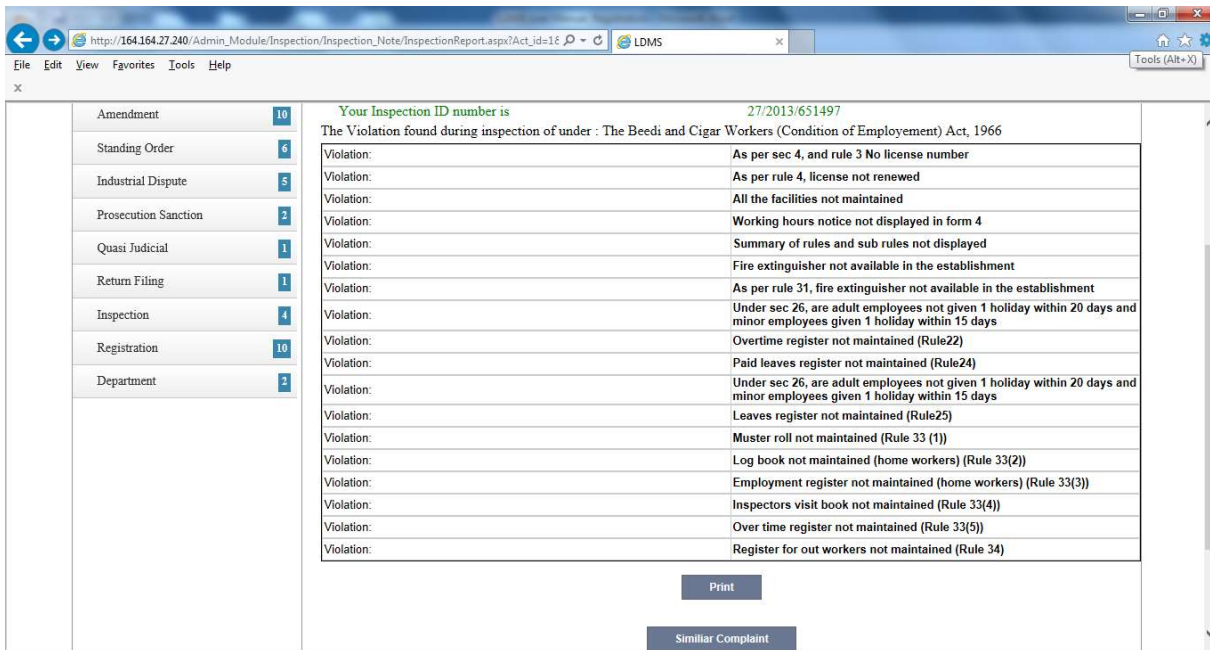 http://164.164.27.240/Admin_Module/Inspection/Inspection_Note/InspectionReport.aspx?Act_id=18
LDMS
File Edit View Favorites Tools Help
Tools (Alt+X)
x
Amendment 10
Standing Order 6
Industrial Dispute 5
Prosecution Sanction 2
Quasi Judicial 1
Return Filing 1
Inspection 4
Registration 10
Department 2
Your Inspection ID number is 27/2013/651497
The Violation found during inspection of under : The Beedi and Cigar Workers (Condition of Employement) Act, 1966
Violation: As per sec 4, and rule 3 No license number
Violation: As per rule 4, license not renewed
Violation: All the facilities not maintained
Violation: Working hours notice not displayed in form 4
Violation: Summary of rules and sub rules not displayed
Violation: Fire extinguisher not available in the establishment
Violation: As per rule 31, fire extinguisher not available in the establishment
Violation: Under sec 26, are adult employees not given 1 holiday within 20 days and
minor employees given 1 holiday within 15 days
Violation: Overtime register not maintained (Rule22)
Violation: Paid leaves register not maintained (Rule24)
Violation: Under sec 26, are adult employees not given 1 holiday within 20 days and
minor employees given 1 holiday within 15 days
Violation: Leaves register not maintained (Rule25)
Violation: Muster roll not maintained (Rule 33 (1))
Violation: Log book not maintained (home workers) (Rule 33(2))
Violation: Employment register not maintained (home workers) (Rule 33(3))
Violation: Inspectors visit book not maintained (Rule 33(4))
Violation: Over time register not maintained (Rule 33(5))
Violation: Register for out workers not maintained (Rule 34)
Print
Similiar Complaint